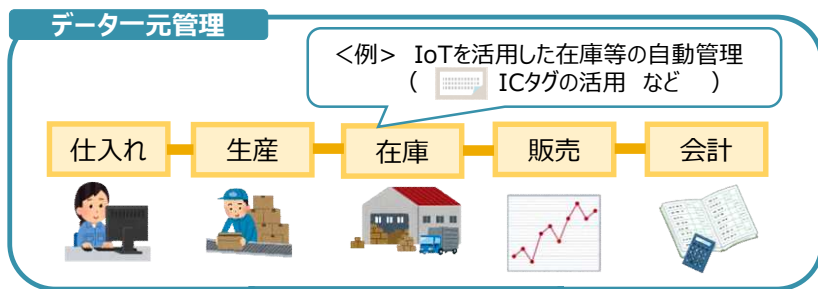 データ一元管理
<例> IoTを活用した在庫等の自動管理
( ICタグの活用 など )
仕入れ
生産
在庫
販売
会計